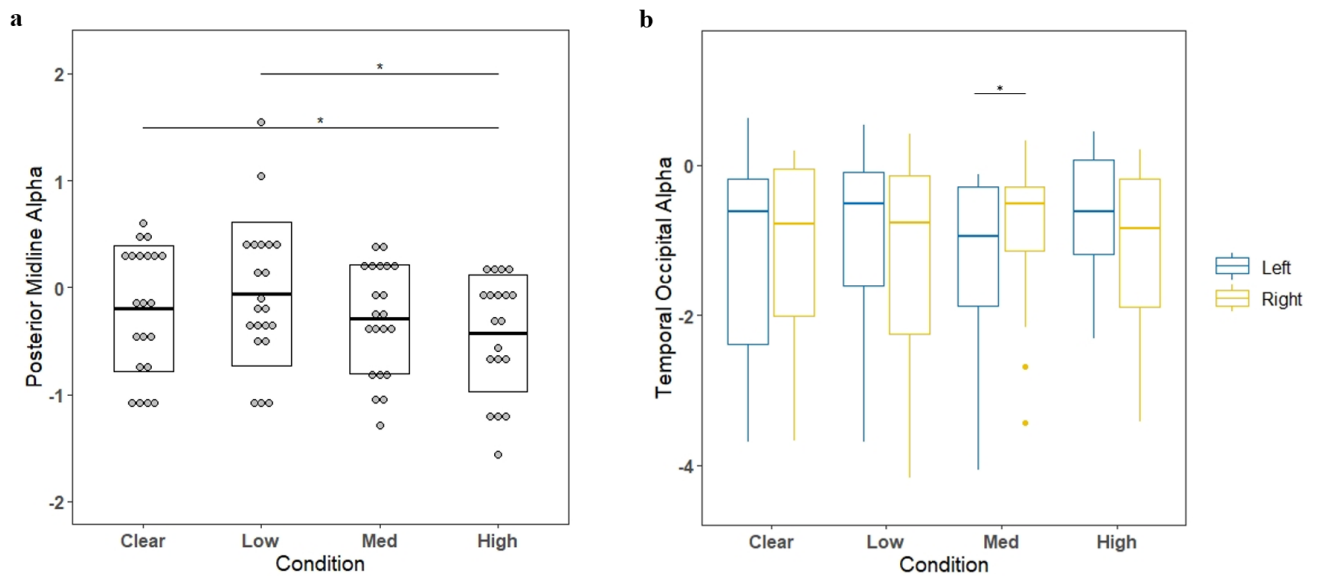 a
Posterior Midline Alpha
2
1
0
-1
-2
*
*
Clear Low Med High
Condition
b
Temporal Occipital Alpha
0
-2
-4
*
Clear Low Med High
Condition
Left
Right